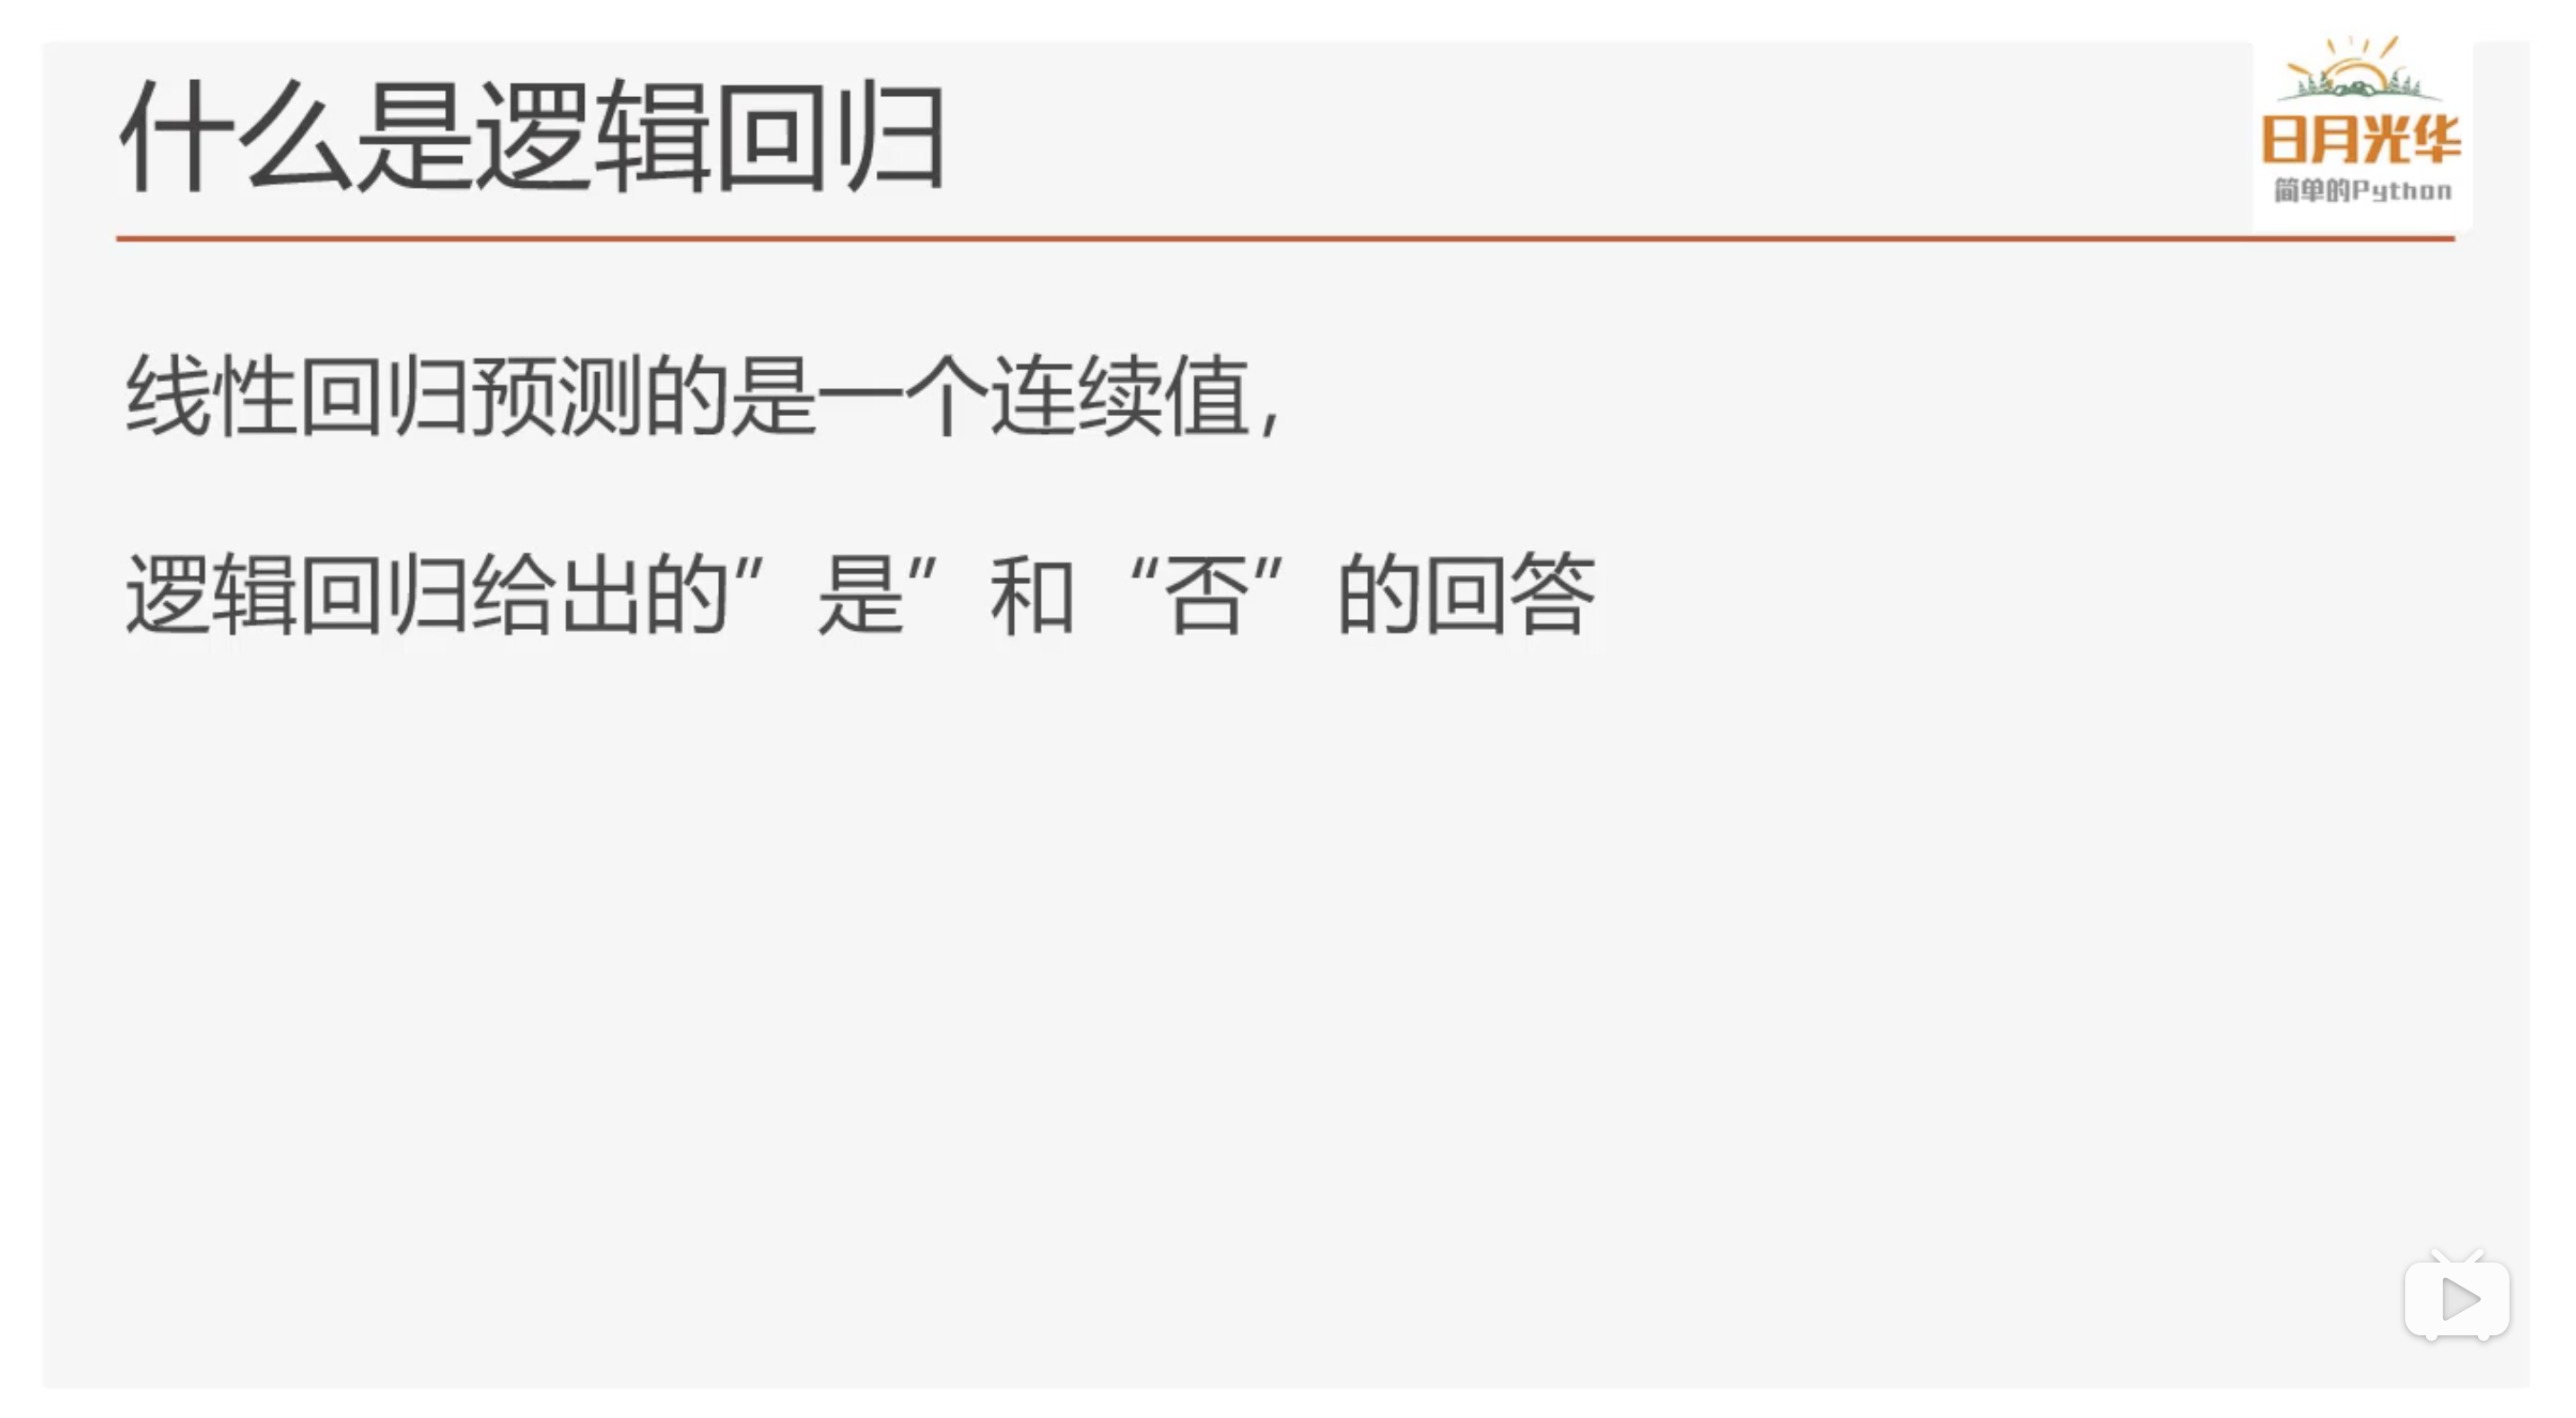 什么是逻辑回归
日月光华
简单的Python
线性回归预测的是一个连续值，
逻辑回归给出的”是”和“否”的回答